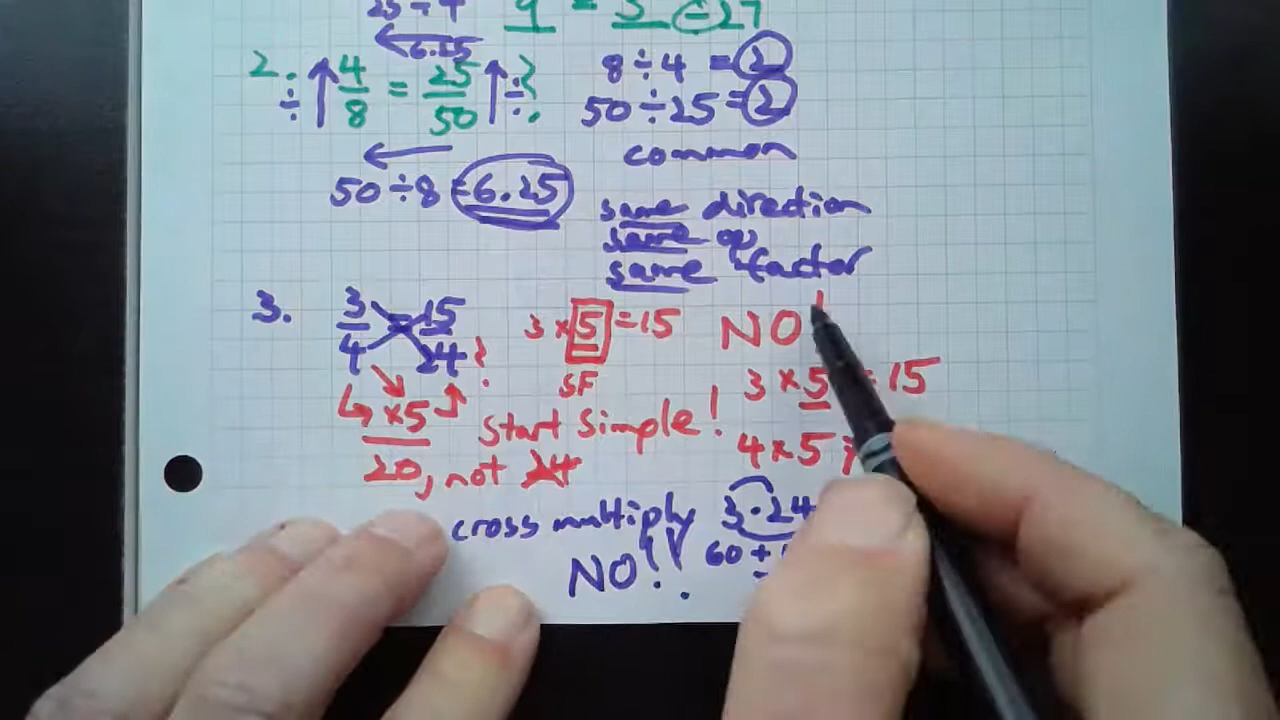 25 ÷ 4 9 = 3 = 27
6.25
2. ÷ 4/8 = 25/50 ÷ ? 8 ÷ 4 = 2
50 ÷ 25 = 2
common
50 ÷ 8 = 6.25
same direction
same op
same factor
3. 3/4 = 15/24 ? 3 × 5 = 15 NO
SF 3 × 5 = 15
× 5 start simple! 4 × 5
20, not 24
cross multiply 3 · 24
NO!! 60 +